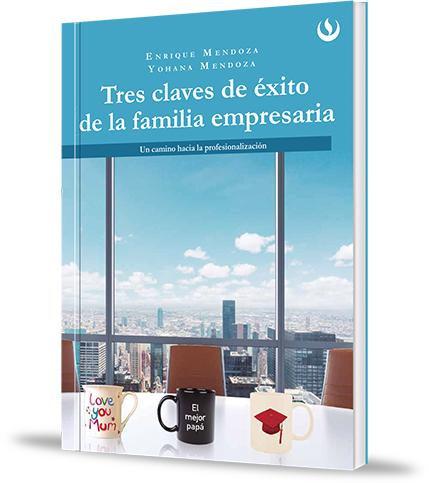 UPC
ENRIQUE MENDOZA
YOHANA MENDOZA
Tres claves de éxito
de la familia empresaria
Un camino hacia la profesionalización
Love
you
Mum
El
mejor
papá